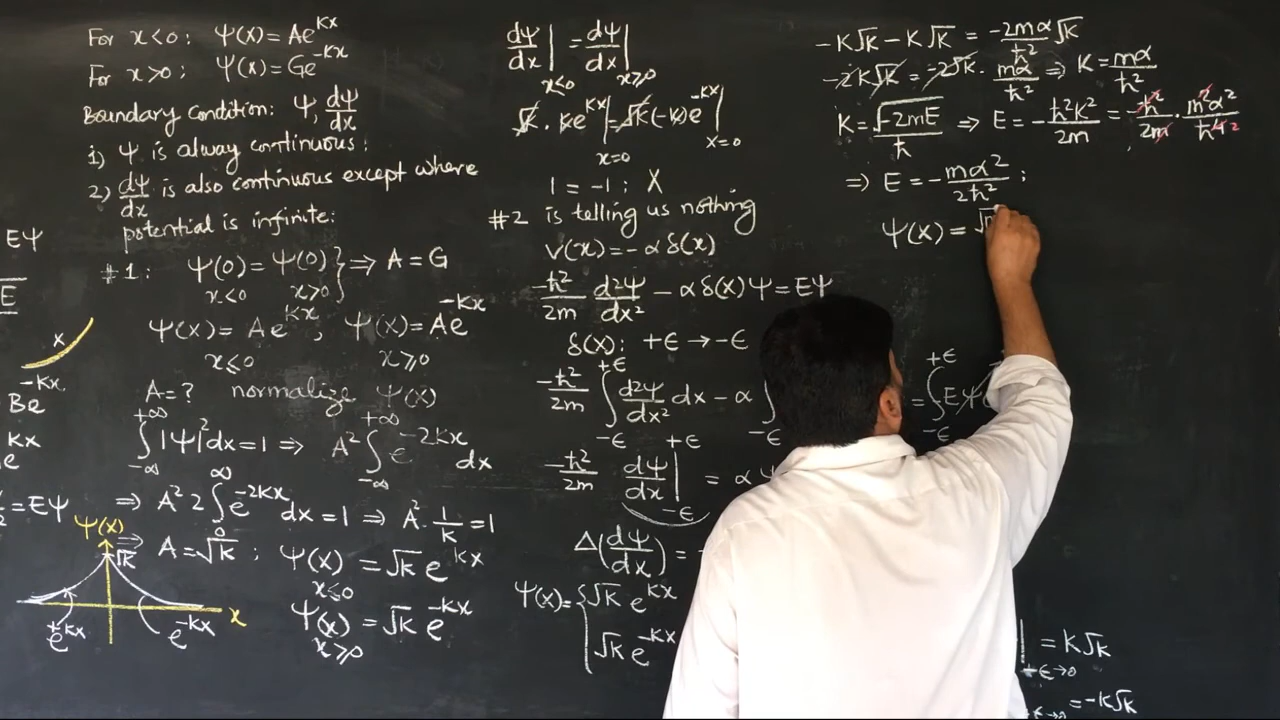 For x<0: Ψ(x)=Ae^{Kx}
For x>0; Ψ(x)=Ge^{-Kx}
Boundary Condition: Ψ, dΨ/dx
1) Ψ is alway continuous:
2) dΨ/dx is also continuous except where
potential is infinite:
#1: Ψ(0) = Ψ(0) } ⇒ A=G
x<0 x>0
Ψ(x) = Ae^{Kx}, Ψ(x)=Ae^{-Kx}
x≤0 x≥0
A=? normalize Ψ(x)
∫_{-∞}^{+∞} |Ψ|²dx=1 ⇒ A² ∫_{-∞}^{+∞} e^{-2Kx} dx
⇒ A² 2 ∫_0^∞ e^{-2Kx} dx = 1 ⇒ A². 1/K = 1
⇒ A=√K ; Ψ(x) = √K e^{Kx}
x≤0
Ψ(x) = √K e^{-Kx}
x≥0
EΨ
E
x
Be^{-Kx}.
Kx
e
=EΨ
Ψ(x)
√K
x
e^{+Kx}
e^{-Kx}
dΨ/dx | = dΨ/dx |
x≤0 x≥0
√K . K e^{Kx} | = √K (-K) e^{-Kx} |
x=0 x=0
1 = -1 ; X
#2 is telling us nothing
V(x) = -α δ(x)
-ħ²/2m d²Ψ/dx² - α δ(x) Ψ = EΨ
δ(x): +ϵ → -ϵ
-ħ²/2m ∫_{-ϵ}^{+ϵ} d²Ψ/dx² dx - α ∫_{-ϵ} = ∫_{-ϵ}^{+ϵ} EΨ
-ħ²/2m dΨ/dx |_{-ϵ}^{+ϵ} = α Ψ
Δ(dΨ/dx) = -
Ψ(x) = { √K e^{Kx}
√K e^{-Kx}
-K√K - K√K = -2mα/ħ² √K
-2K√K = -2√K . mα/ħ² ⇒ K = mα/ħ²
K = √-2mE/ħ ⇒ E = -ħ²K²/2m = -ħ²/2m . m²α²/ħ⁴ ²
⇒ E = -mα²/2ħ² ;
Ψ(x) = √
| = K√K
+ϵ→0
= -K√K